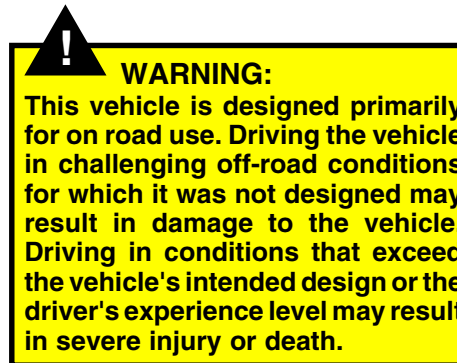 !
WARNING:
This vehicle is designed primarily
for on road use. Driving the vehicle
in challenging off-road conditions
for which it was not designed may
result in damage to the vehicle.
Driving in conditions that exceed
the vehicle's intended design or the
driver's experience level may result
in severe injury or death.